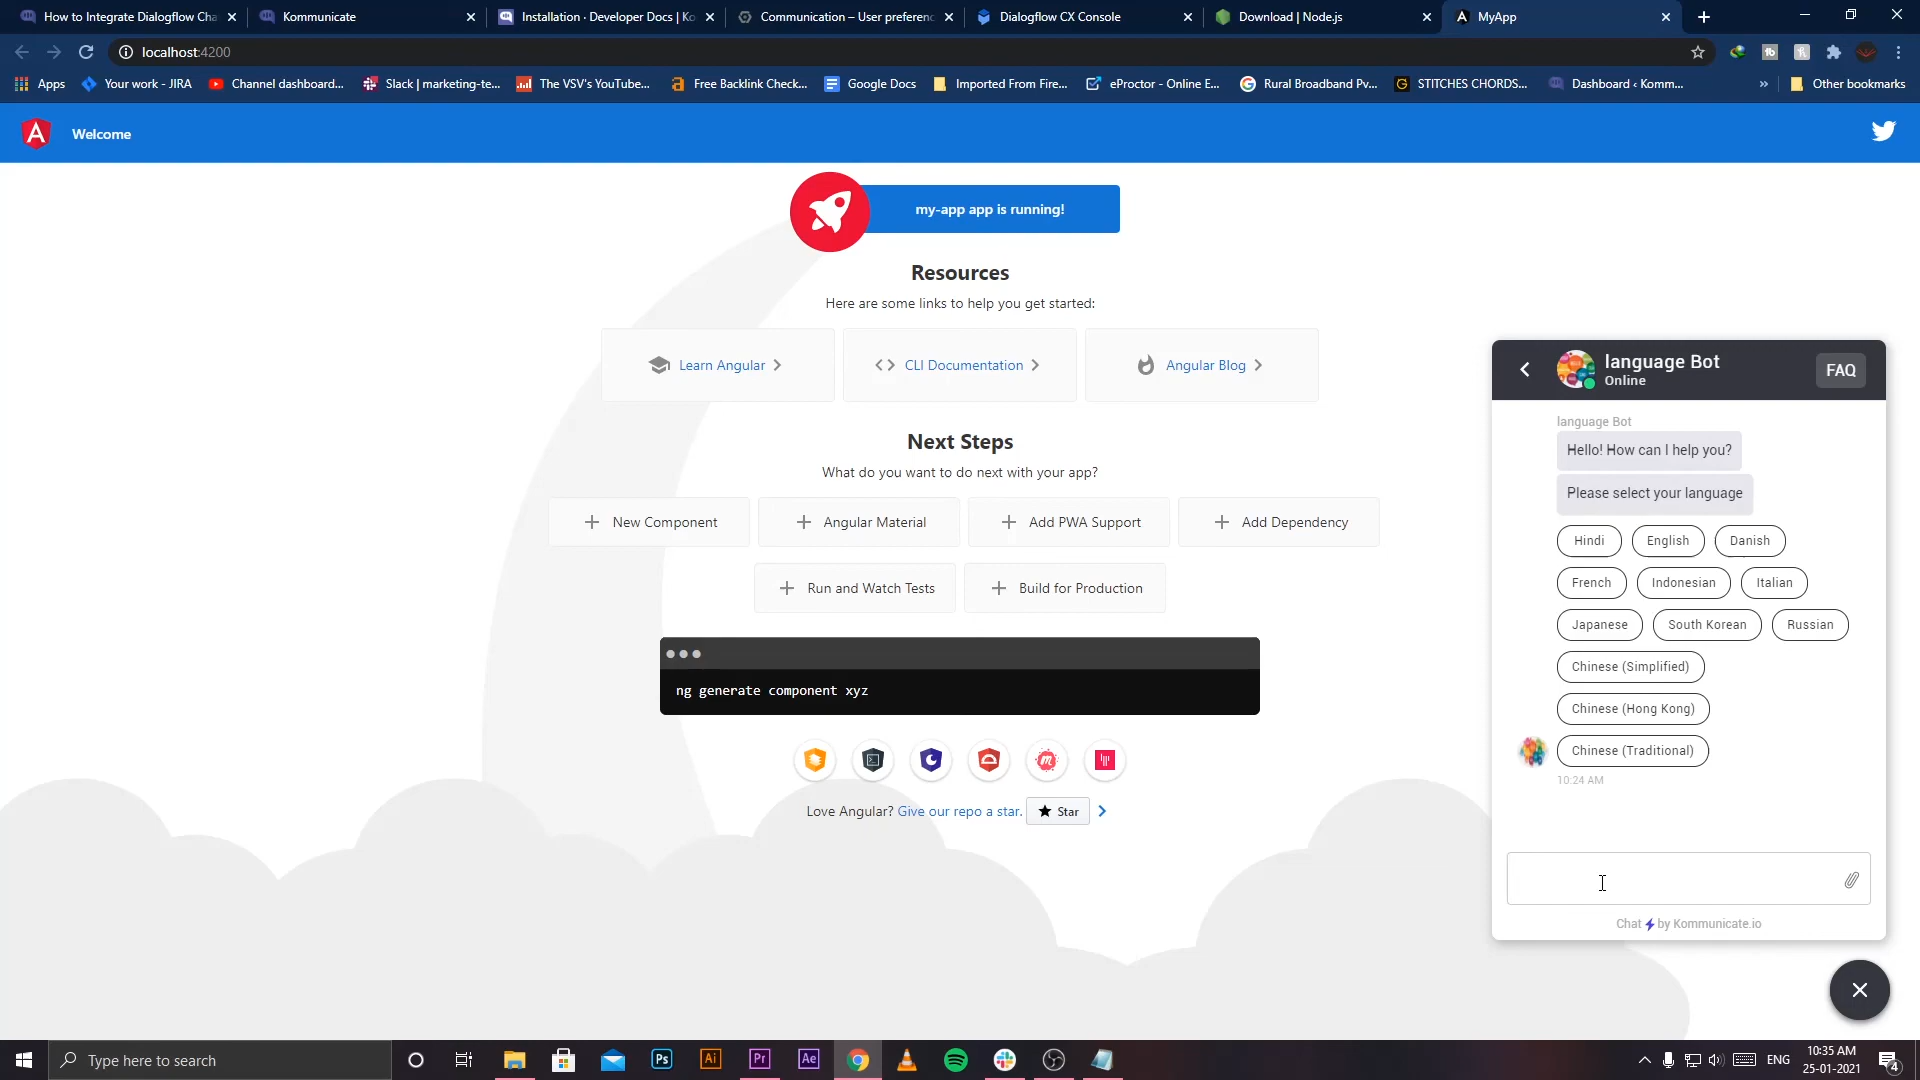 How to Integrate Dialogflow Cha
Kommunicate
Installation · Developer Docs | Ko
Communication – User preferenc
Dialogflow CX Console
Download | Node.js
MyApp
localhost:4200
Apps
Your work - JIRA
Channel dashboard...
Slack | marketing-te...
The VSV's YouTube...
Free Backlink Check...
Google Docs
Imported From Fire...
eProctor - Online E...
Rural Broadband Pv...
STITCHES CHORDS...
Dashboard ‹ Komm...
»
Other bookmarks
Welcome
my-app app is running!
Resources
Here are some links to help you get started:
Learn Angular
CLI Documentation
Angular Blog
Next Steps
What do you want to do next with your app?
New Component
Angular Material
Add PWA Support
Add Dependency
Run and Watch Tests
Build for Production
ng generate component xyz
Love Angular? Give our repo a star.
Star
language Bot
Online
FAQ
language Bot
Hello! How can I help you?
Please select your language
Hindi
English
Danish
French
Indonesian
Italian
Japanese
South Korean
Russian
Chinese (Simplified)
Chinese (Hong Kong)
Chinese (Traditional)
10:24 AM
Chat by Kommunicate.io
Type here to search
Ps
Ai
Pr
Ae
ENG
10:35 AM
25-01-2021
4